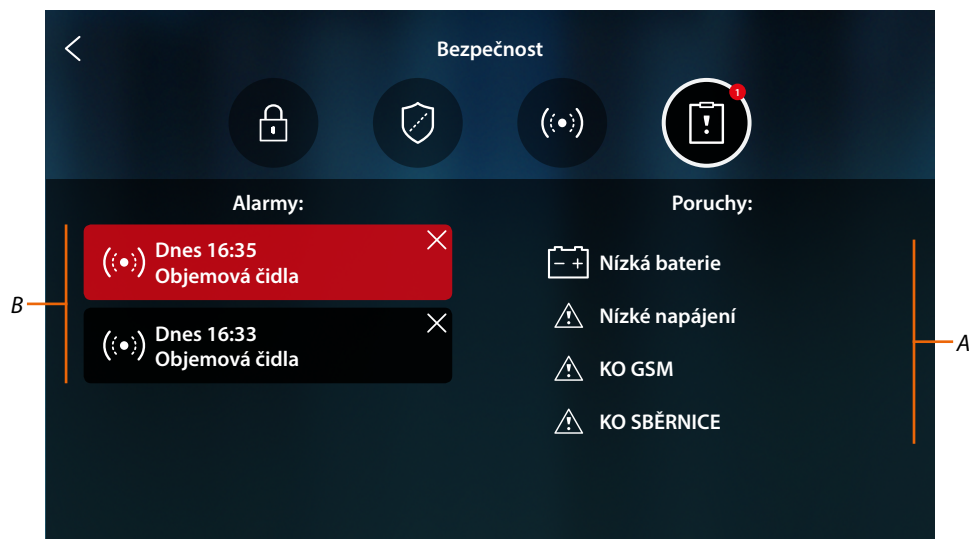 Bezpečnost
1
Alarmy:
Poruchy:
Dnes 16:35
Objemová čidla
Dnes 16:33
Objemová čidla
Nízká baterie
Nízké napájení
KO GSM
KO SBĚRNICE
B
A